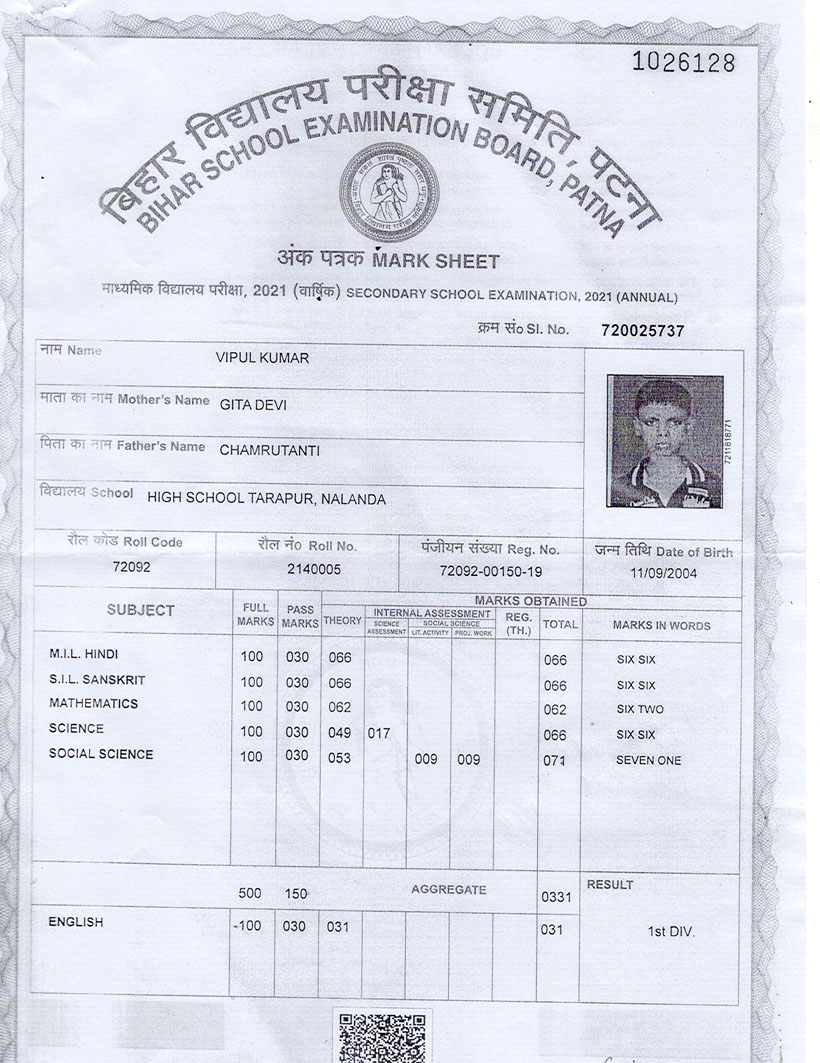 1026128
बिहार विद्यालय परीक्षा समिति, पटना
BIHAR SCHOOL EXAMINATION BOARD, PATNA
अंक पत्रक MARK SHEET
माध्यमिक विद्यालय परीक्षा, 2021 (वार्षिक) SECONDARY SCHOOL EXAMINATION, 2021 (ANNUAL)
क्रम सं० Sl. No. 720025737
नाम Name VIPUL KUMAR
माता का नाम Mother's Name GITA DEVI
पिता का नाम Father's Name CHAMRUTANTI
7211818771
विद्यालय School HIGH SCHOOL TARAPUR, NALANDA
रौल कोड Roll Code रौल नं० Roll No. पंजीयन संख्या Reg. No. जन्म तिथि Date of Birth
72092 2140005 72092-00150-19 11/09/2004
SUBJECT FULL MARKS PASS MARKS MARKS OBTAINED
THEORY INTERNAL ASSESSMENT REG. (TH.) TOTAL MARKS IN WORDS
SCIENCE ASSESSMENT SOCIAL SCIENCE
LIT. ACTIVITY PROJ. WORK
M.I.L. HINDI 100 030 066 066 SIX SIX
S.I.L. SANSKRIT 100 030 066 066 SIX SIX
MATHEMATICS 100 030 062 062 SIX TWO
SCIENCE 100 030 049 017 066 SIX SIX
SOCIAL SCIENCE 100 030 053 009 009 071 SEVEN ONE
500 150 AGGREGATE 0331 RESULT
ENGLISH 100 030 031 031 1st DIV.